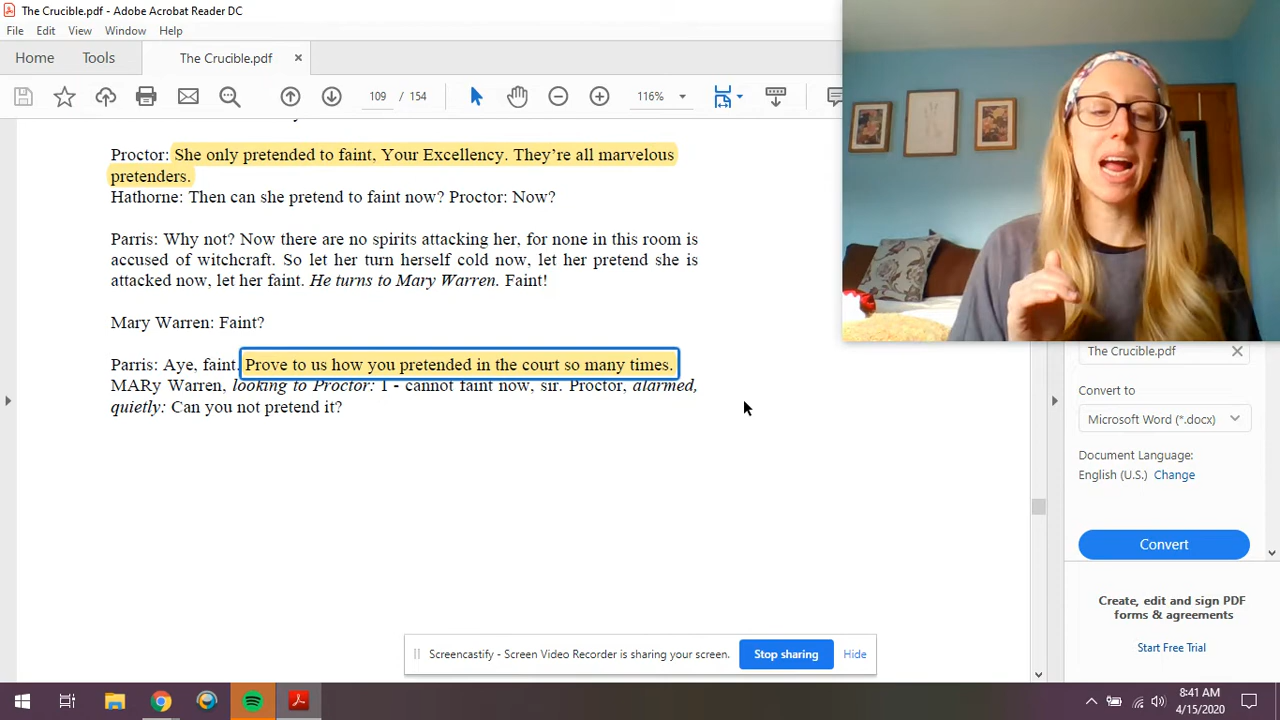 The Crucible.pdf - Adobe Acrobat Reader DC
File Edit View Window Help
Home Tools The Crucible.pdf ×
109 / 154 116%
Proctor: She only pretended to faint, Your Excellency. They're all marvelous
pretenders.
Hathorne: Then can she pretend to faint now? Proctor: Now?
Parris: Why not? Now there are no spirits attacking her, for none in this room is
accused of witchcraft. So let her turn herself cold now, let her pretend she is
attacked now, let her faint. He turns to Mary Warren. Faint!
Mary Warren: Faint?
Parris: Aye, faint. Prove to us how you pretended in the court so many times.
MARy Warren, looking to Proctor: I - cannot faint now, sir. Proctor, alarmed,
quietly: Can you not pretend it?
The Crucible.pdf
Convert to
Microsoft Word (*.docx)
Document Language:
English (U.S.) Change
Convert
Create, edit and sign PDF
forms & agreements
Start Free Trial
Screencastify - Screen Video Recorder is sharing your screen. Stop sharing Hide
8:41 AM
4/15/2020